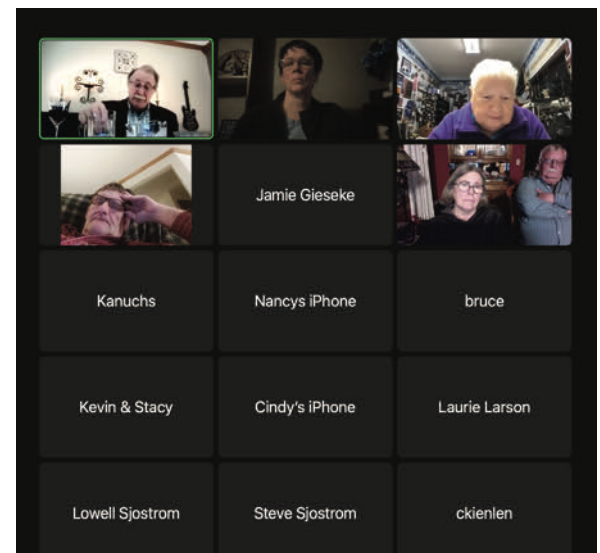 Jamie Gieseke
Kanuchs
Nancys iPhone
bruce
Kevin & Stacy
Cindy's iPhone
Laurie Larson
Lowell Sjostrom
Steve Sjostrom
ckienlen